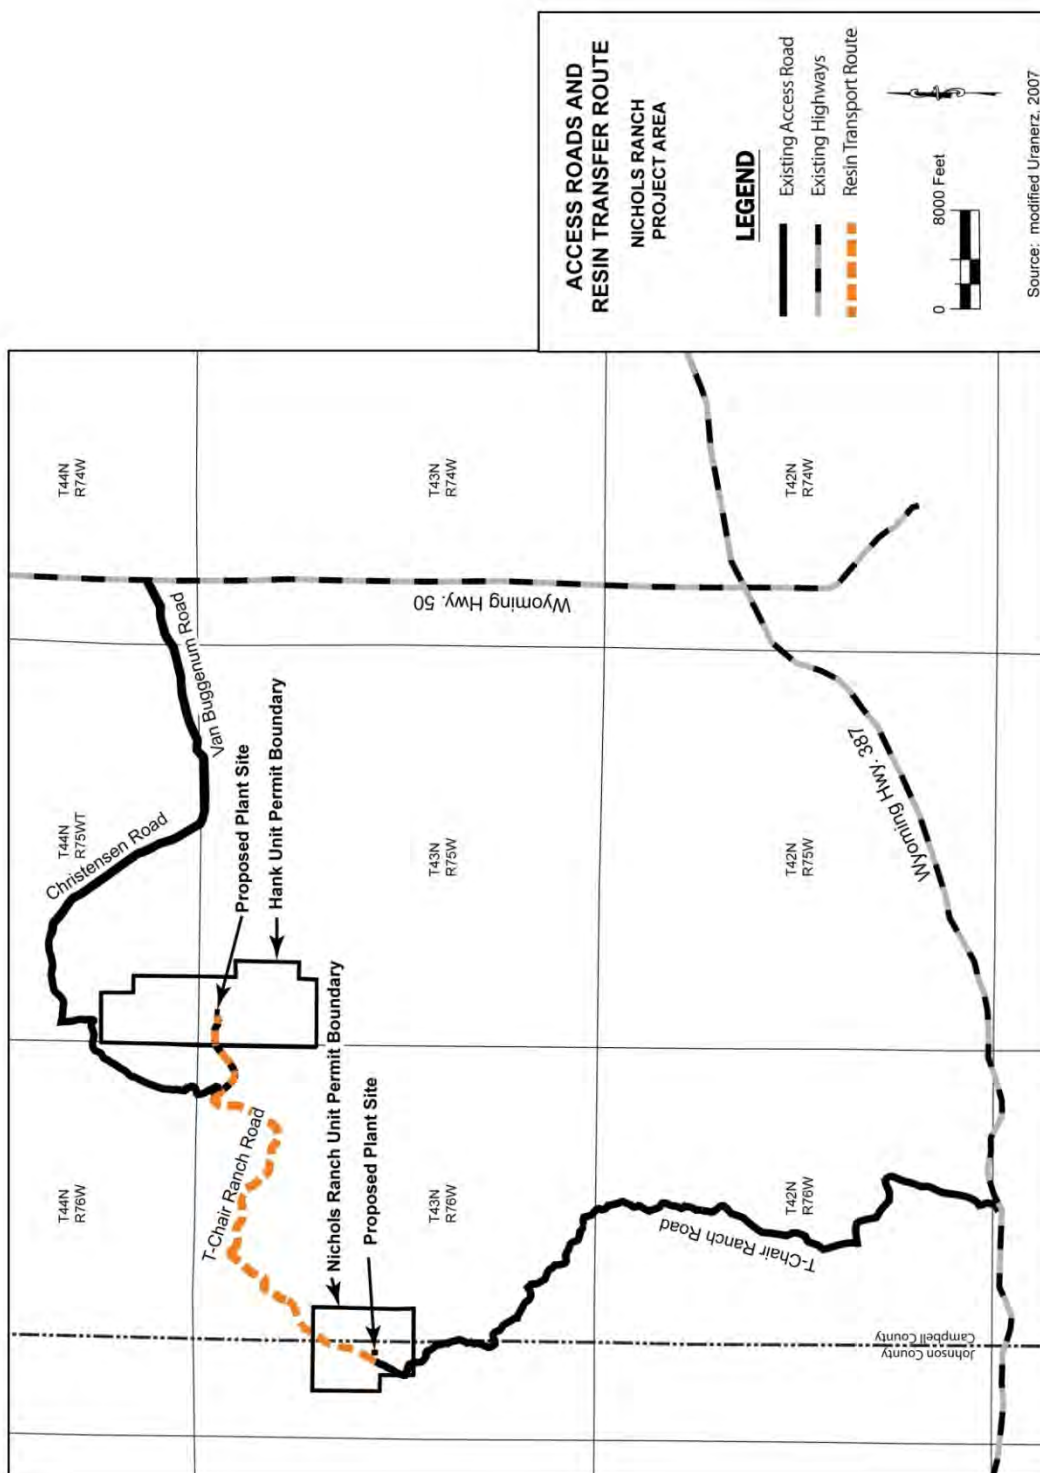 ACCESS ROADS AND
RESIN TRANSFER ROUTE
NICHOLS RANCH
PROJECT AREA
LEGEND
Existing Access Road
Existing Highways
Resin Transport Route
0 8000 Feet
Source: modified Uranerz, 2007
T44N
R76W
T44N
R75WT
T44N
R74W
T43N
R76W
T43N
R75W
T43N
R74W
T42N
R76W
T42N
R75W
T42N
R74W
Christensen Road
Van Buggenum Road
Proposed Plant Site
Hank Unit Permit Boundary
T-Chair Ranch Road
Nichols Ranch Unit Permit Boundary
Proposed Plant Site
Wyoming Hwy. 50
T-Chair Ranch Road
Wyoming Hwy. 387
Johnson County
Campbell County